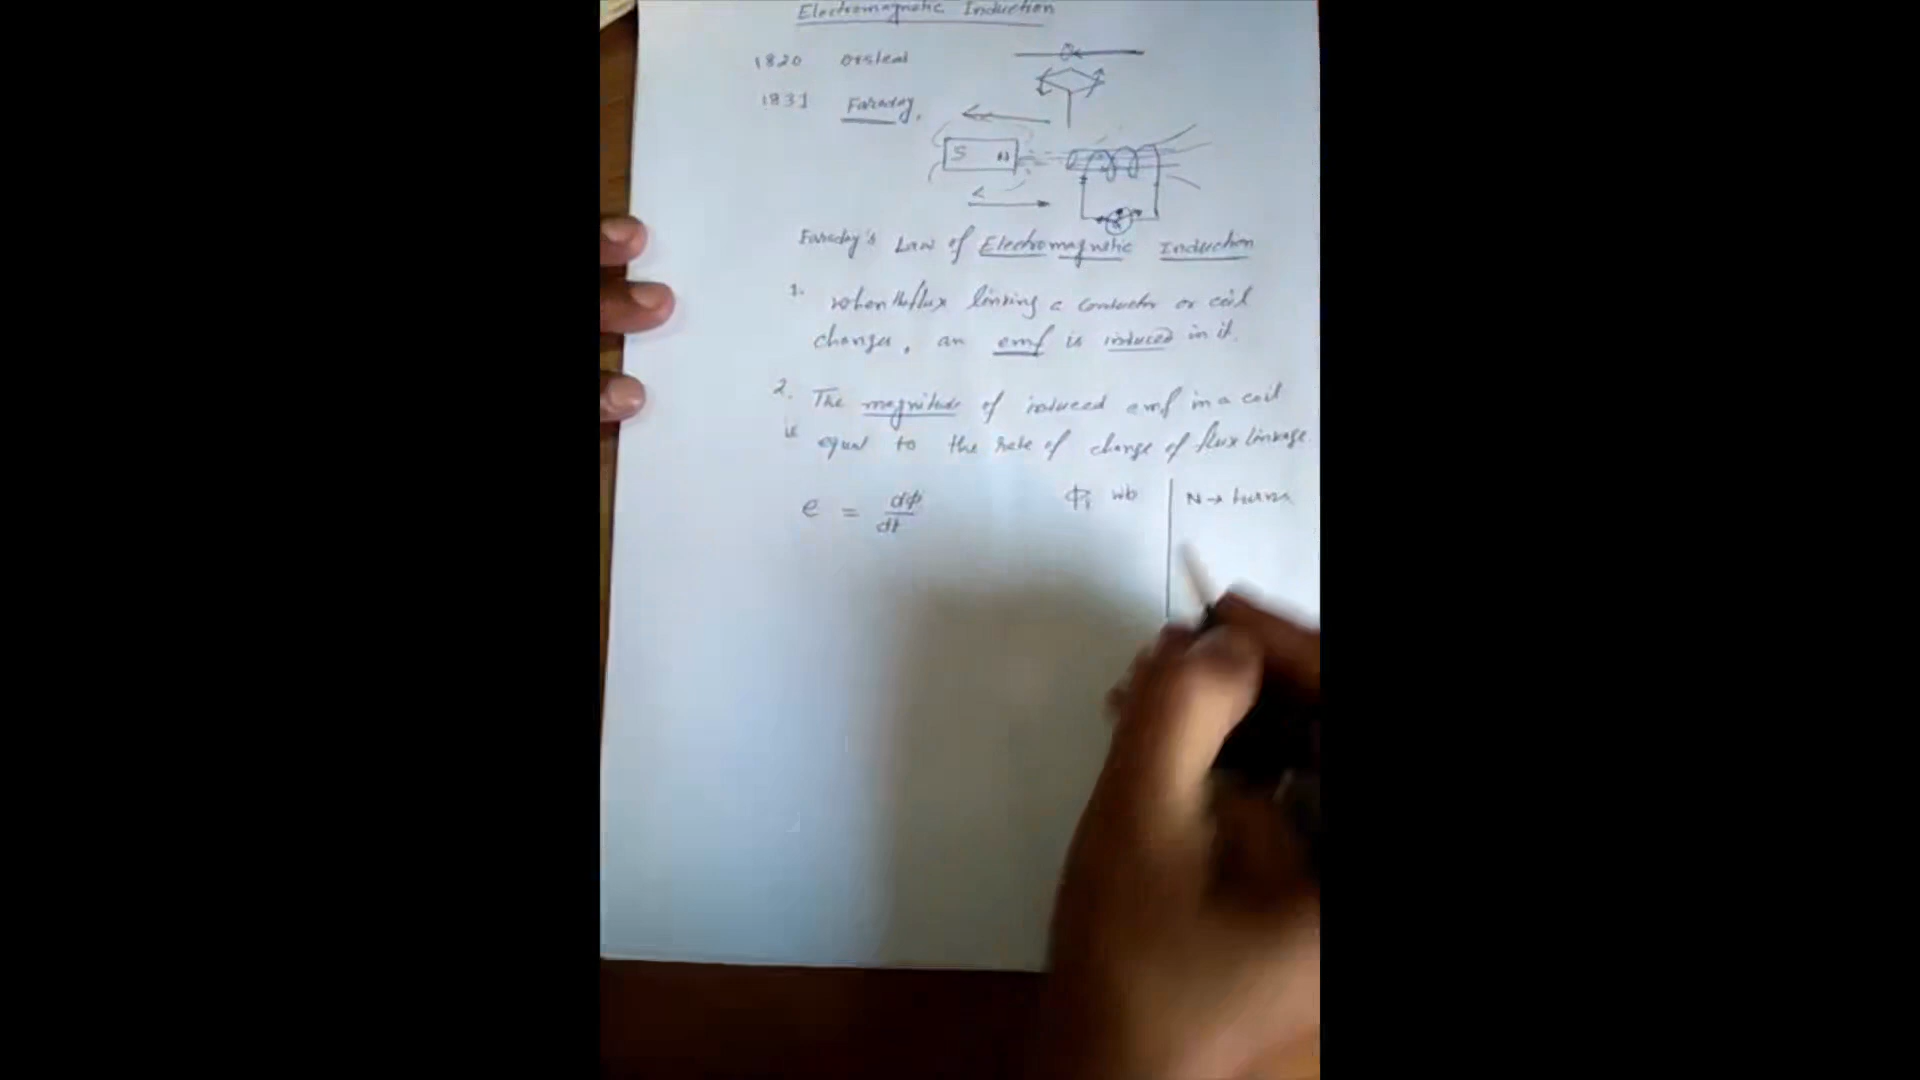 Electromagnetic Induction
1820 Orstead
1831 Faraday.
S N
Faraday's Law of Electromagnetic Induction
1. when the flux linking a conductor or coil
changes, an emf is induced in it.
2. The magnitude of induced emf in a coil
is equal to the rate of change of flux linkage.
e = dφ/dt
φ₁ wb
N → turns